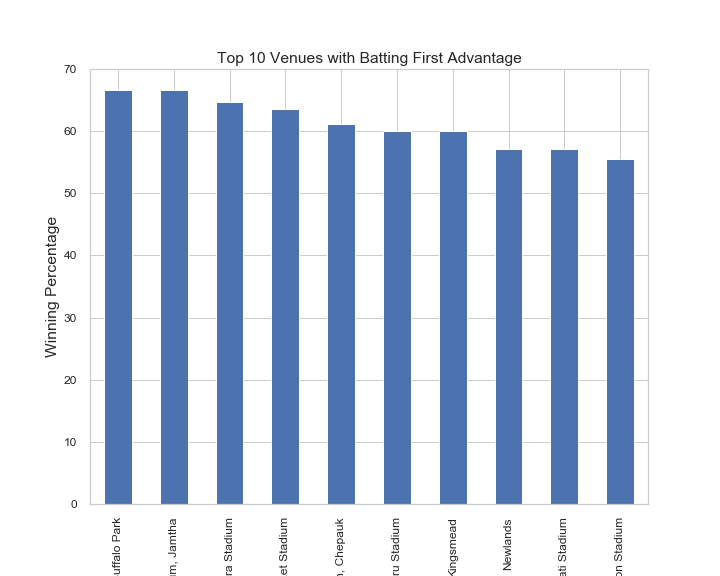 Top 10 Venues with Batting First Advantage
Winning Percentage
70
60
50
40
30
20
10
0
uffalo Park
m, Jamtha
ra Stadium
et Stadium
, Chepauk
ru Stadium
Kingsmead
Newlands
ati Stadium
on Stadium